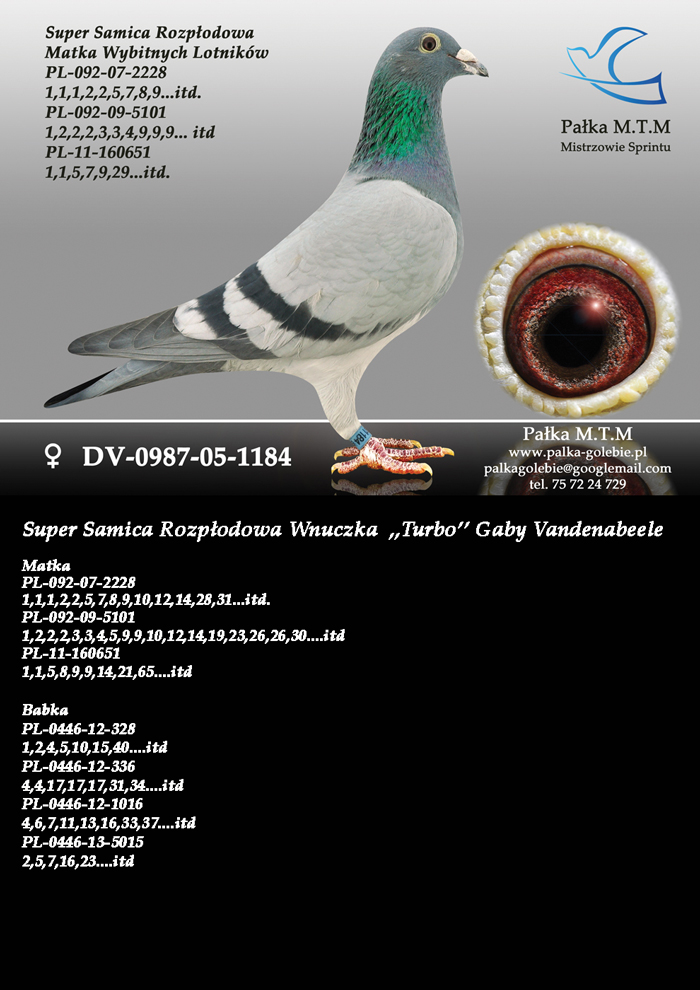 Super Samica Rozpłodowa
Matka Wybitnych Lotników
PL-092-07-2228
1,1,1,2,2,5,7,8,9...itd.
PL-092-09-5101
1,2,2,2,3,3,4,9,9,9... itd
PL-11-160651
1,1,5,7,9,29...itd.
Pałka M.T.M
Mistrzowie Sprintu
♀ DV-0987-05-1184
Pałka M.T.M
www.palka-golebie.pl
palkagolebie@googlemail.com
tel. 75 72 24 729
Super Samica Rozpłodowa Wnuczka ,,Turbo'' Gaby Vandenabeele
Matka
PL-092-07-2228
1,1,1,2,2,5,7,8,9,10,12,14,28,31...itd.
PL-092-09-5101
1,2,2,2,3,3,4,5,9,9,10,12,14,19,23,26,26,30....itd
PL-11-160651
1,1,5,8,9,9,14,21,65....itd
Babka
PL-0446-12-328
1,2,4,5,10,15,40....itd
PL-0446-12-336
4,4,17,17,17,31,34....itd
PL-0446-12-1016
4,6,7,11,13,16,33,37....itd
PL-0446-13-5015
2,5,7,16,23....itd